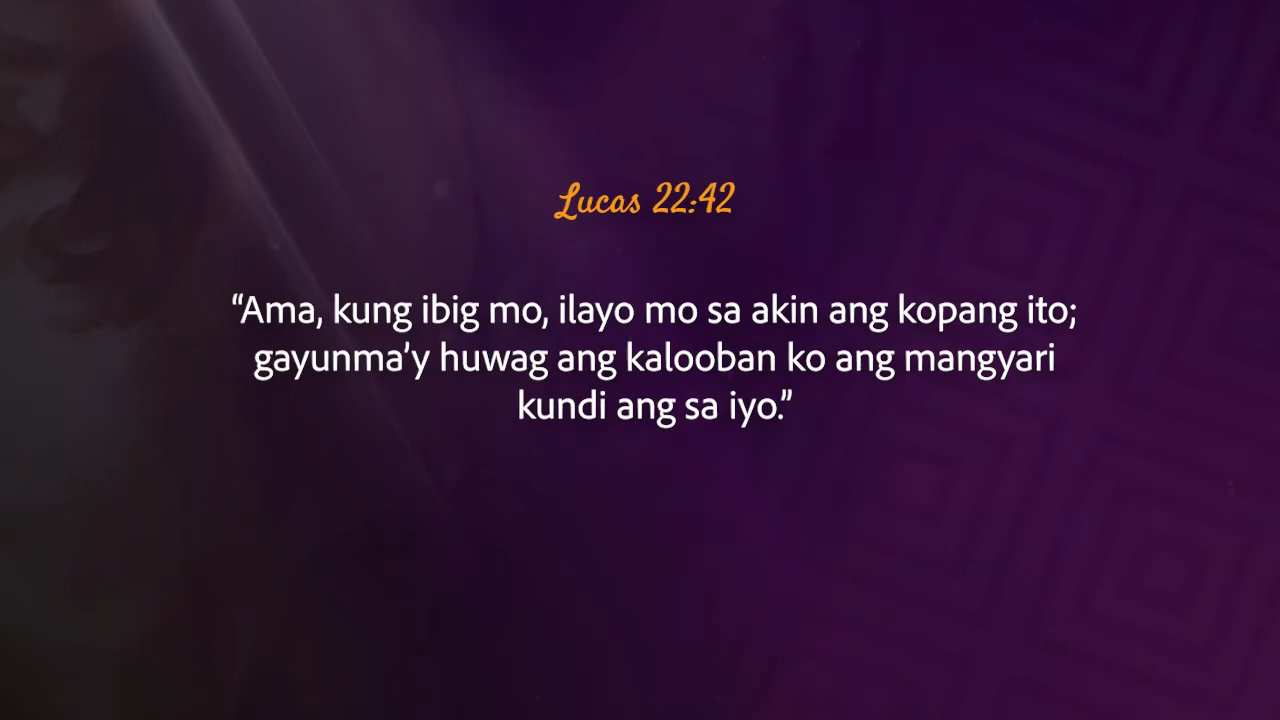 Lucas 22:42
“Ama, kung ibig mo, ilayo mo sa akin ang kopang ito;
gayunma’y huwag ang kalooban ko ang mangyari
kundi ang sa iyo.”